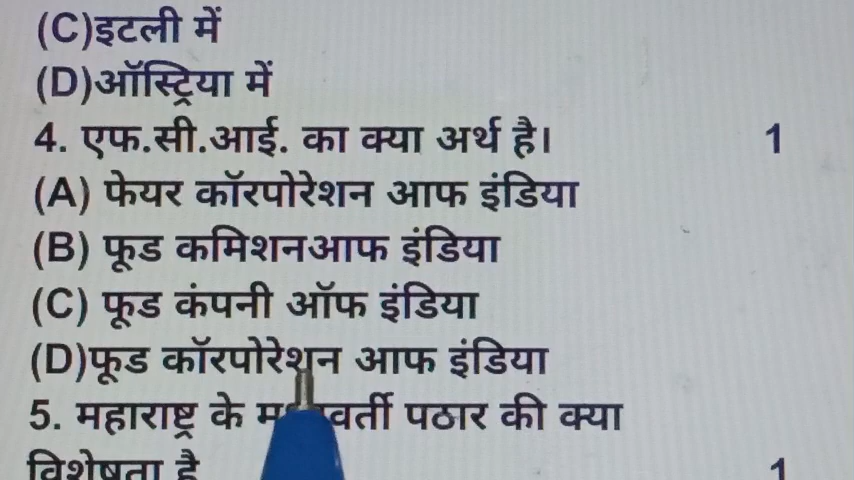 (C)इटली में
(D)ऑस्ट्रिया में
4. एफ.सी.आई. का क्या अर्थ है। 1
(A) फेयर कॉरपोरेशन आफ इंडिया
(B) फूड कमिशनआफ इंडिया
(C) फूड कंपनी ऑफ इंडिया
(D)फूड कॉरपोरेशन आफ इंडिया
5. महाराष्ट्र के पठार की क्या
विशेषता है 1